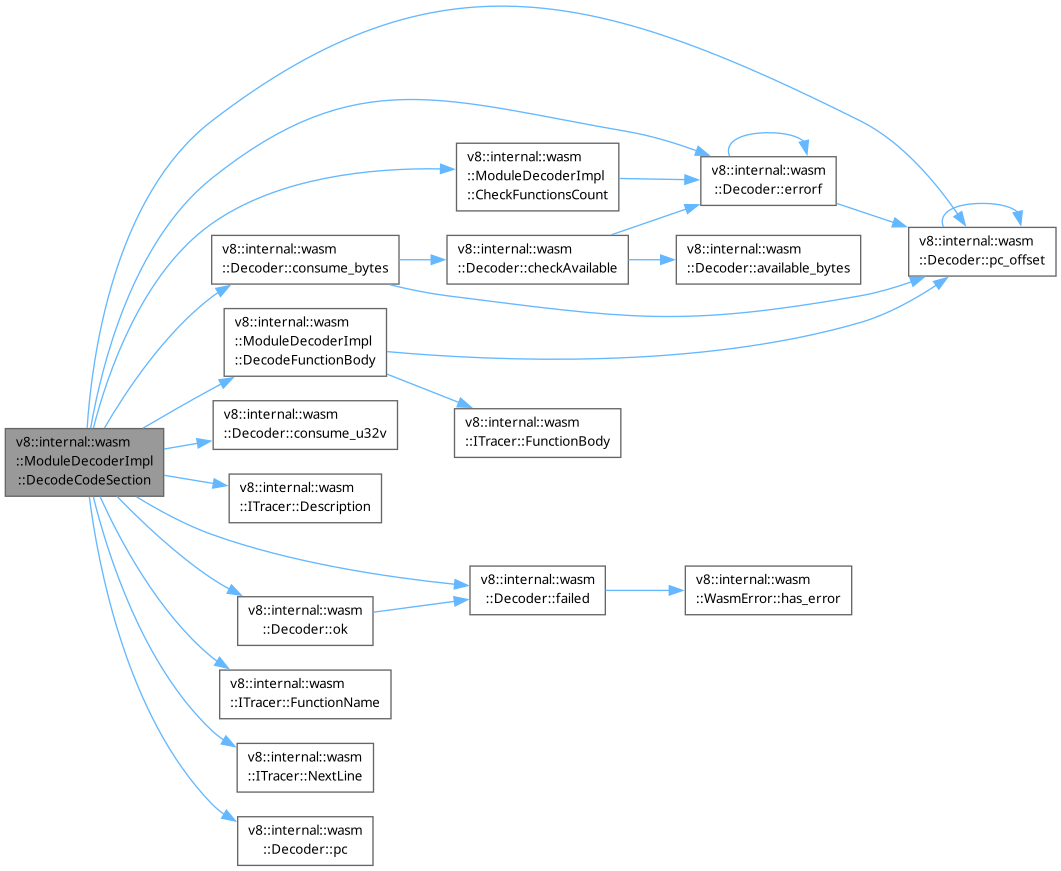 v8::internal::wasm
::ModuleDecoderImpl
::DecodeCodeSection
v8::internal::wasm
::Decoder::consume_bytes
v8::internal::wasm
::ModuleDecoderImpl
::DecodeFunctionBody
v8::internal::wasm
::Decoder::consume_u32v
v8::internal::wasm
::ITracer::Description
v8::internal::wasm
::Decoder::ok
v8::internal::wasm
::ITracer::FunctionName
v8::internal::wasm
::ITracer::NextLine
v8::internal::wasm
::Decoder::pc
v8::internal::wasm
::ModuleDecoderImpl
::CheckFunctionsCount
v8::internal::wasm
::Decoder::checkAvailable
v8::internal::wasm
::ITracer::FunctionBody
v8::internal::wasm
::Decoder::failed
v8::internal::wasm
::Decoder::errorf
v8::internal::wasm
::Decoder::available_bytes
v8::internal::wasm
::WasmError::has_error
v8::internal::wasm
::Decoder::pc_offset